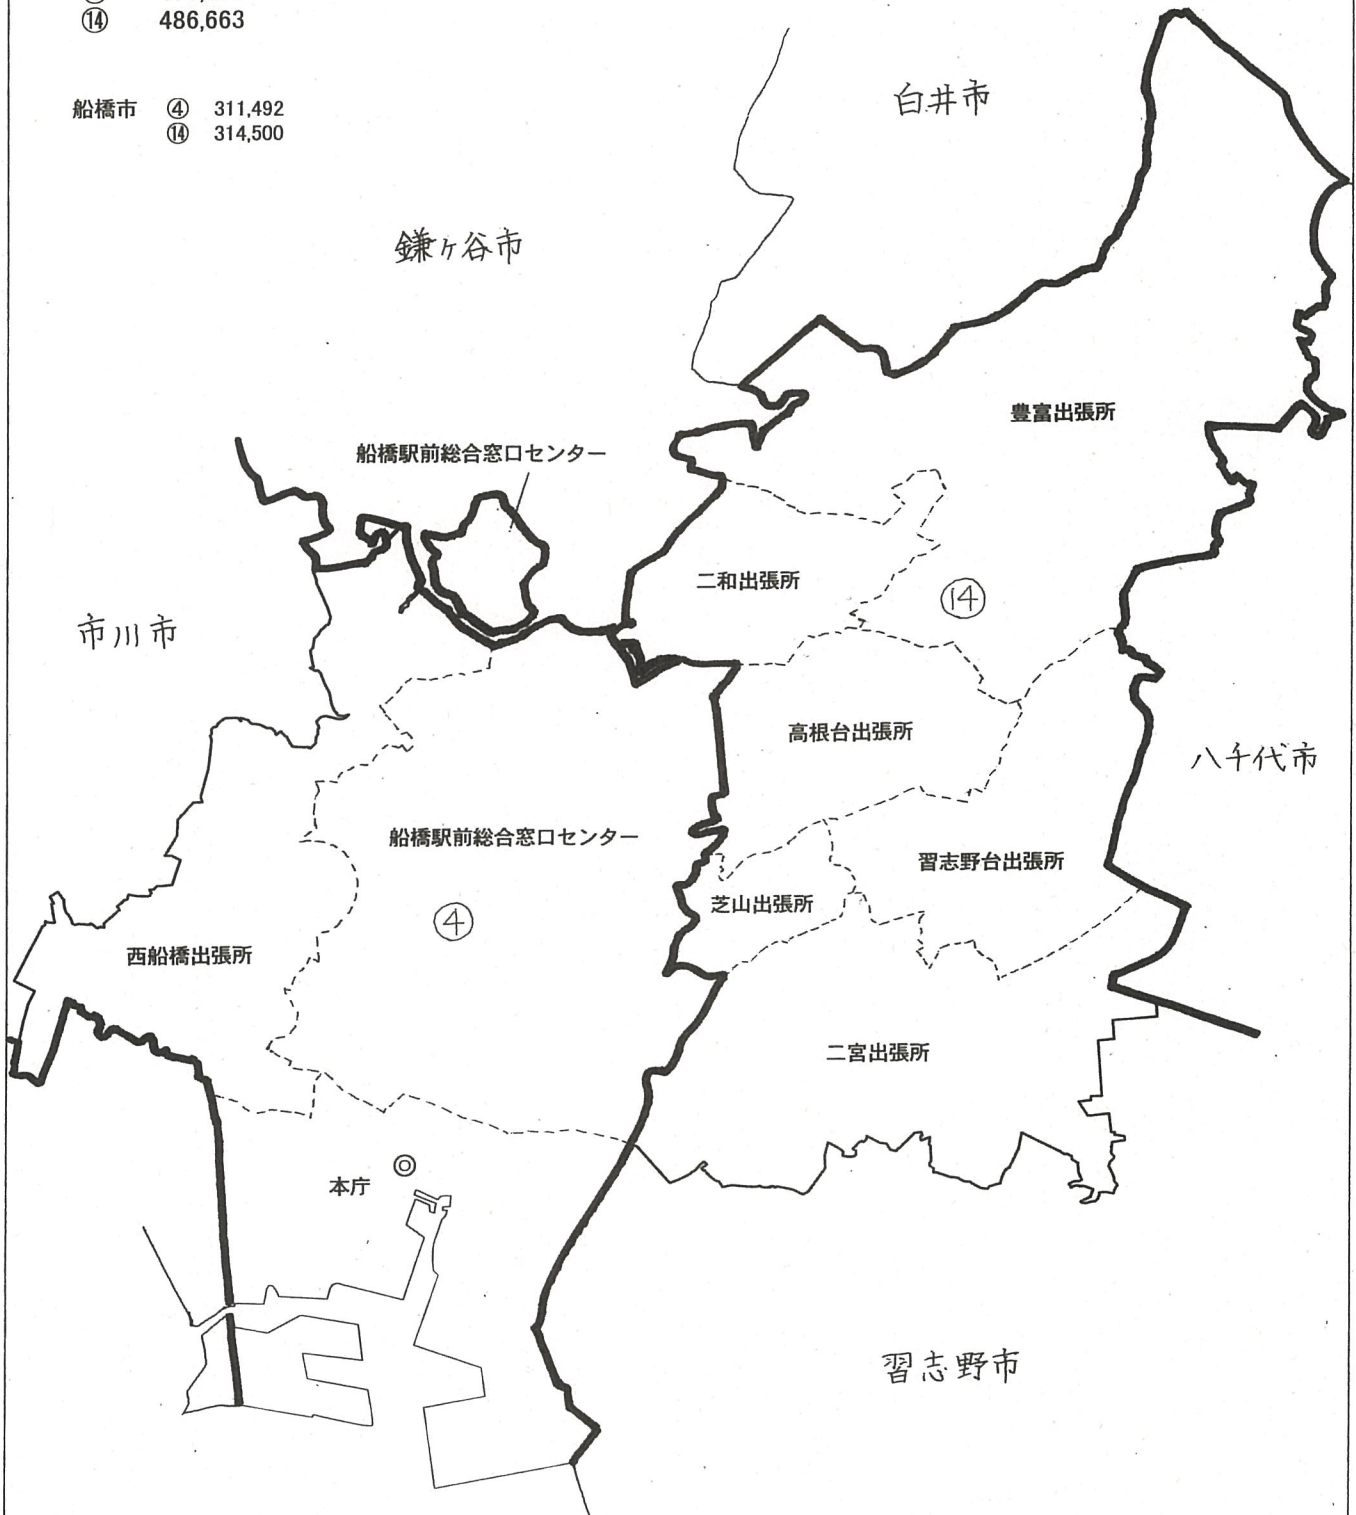 ⑭ 486,663
船橋市 ④ 311,492
⑭ 314,500
白井市
鎌ヶ谷市
豊富出張所
船橋駅前総合窓口センター
二和出張所
⑭
市川市
高根台出張所
八千代市
船橋駅前総合窓口センター
習志野台出張所
芝山出張所
④
西船橋出張所
二宮出張所
本庁
習志野市